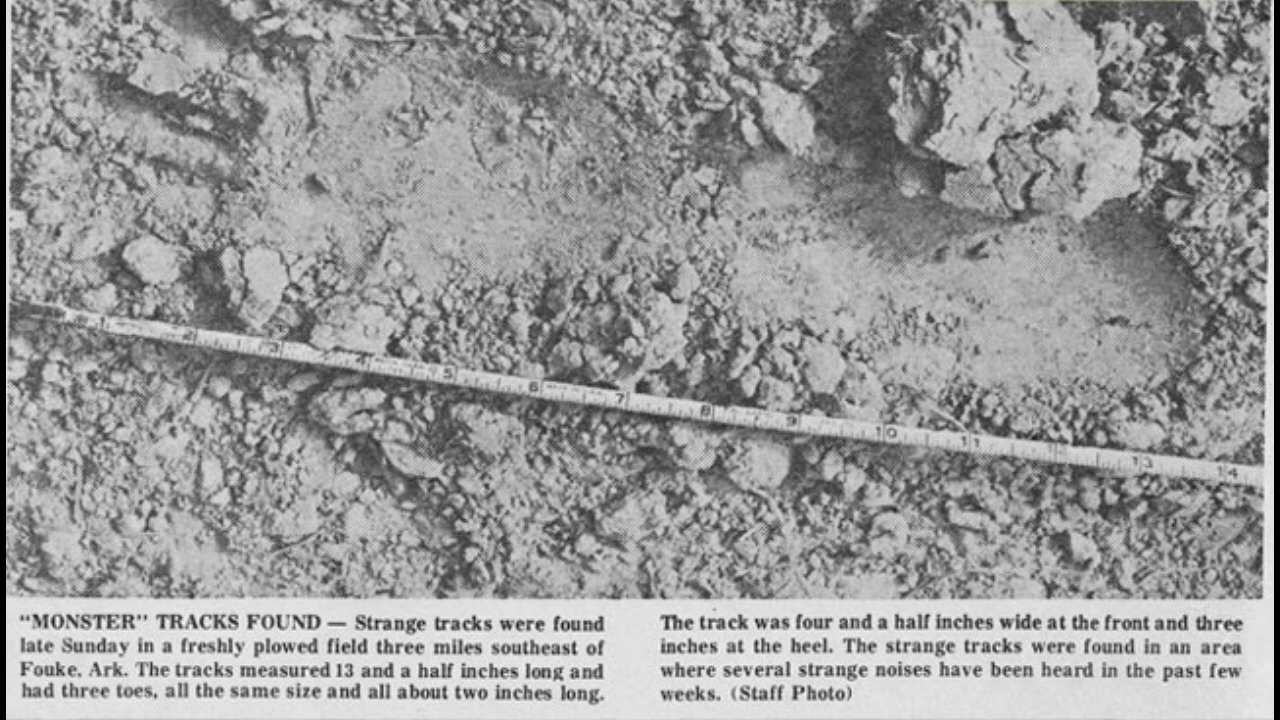 2 3 4 5 6 7 8 9 10 11 13 14
"MONSTER" TRACKS FOUND — Strange tracks were found
late Sunday in a freshly plowed field three miles southeast of
Fouke, Ark. The tracks measured 13 and a half inches long and
had three toes, all the same size and all about two inches long.
The track was four and a half inches wide at the front and three
inches at the heel. The strange tracks were found in an area
where several strange noises have been heard in the past few
weeks. (Staff Photo)